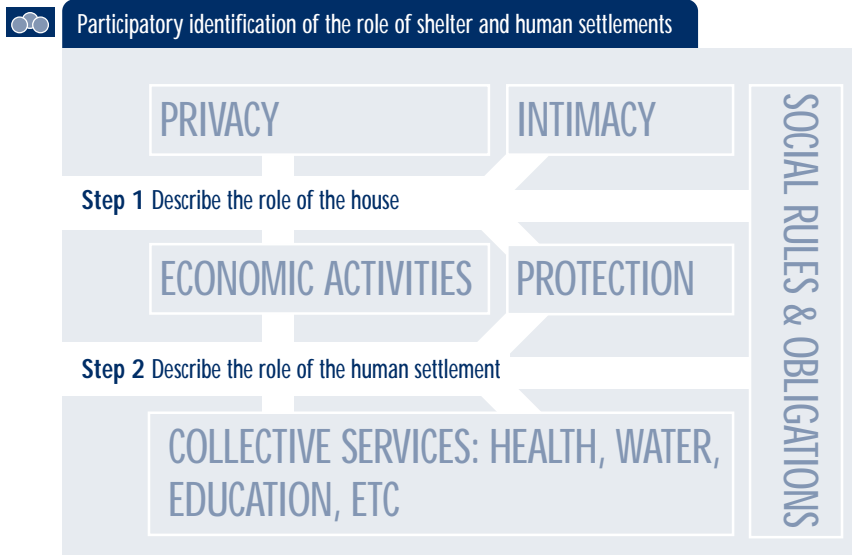 Participatory identification of the role of shelter and human settlements
PRIVACY
INTIMACY
Step 1 Describe the role of the house
ECONOMIC ACTIVITIES
PROTECTION
Step 2 Describe the role of the human settlement
COLLECTIVE SERVICES: HEALTH, WATER,
EDUCATION, ETC
SOCIAL RULES & OBLIGATIONS